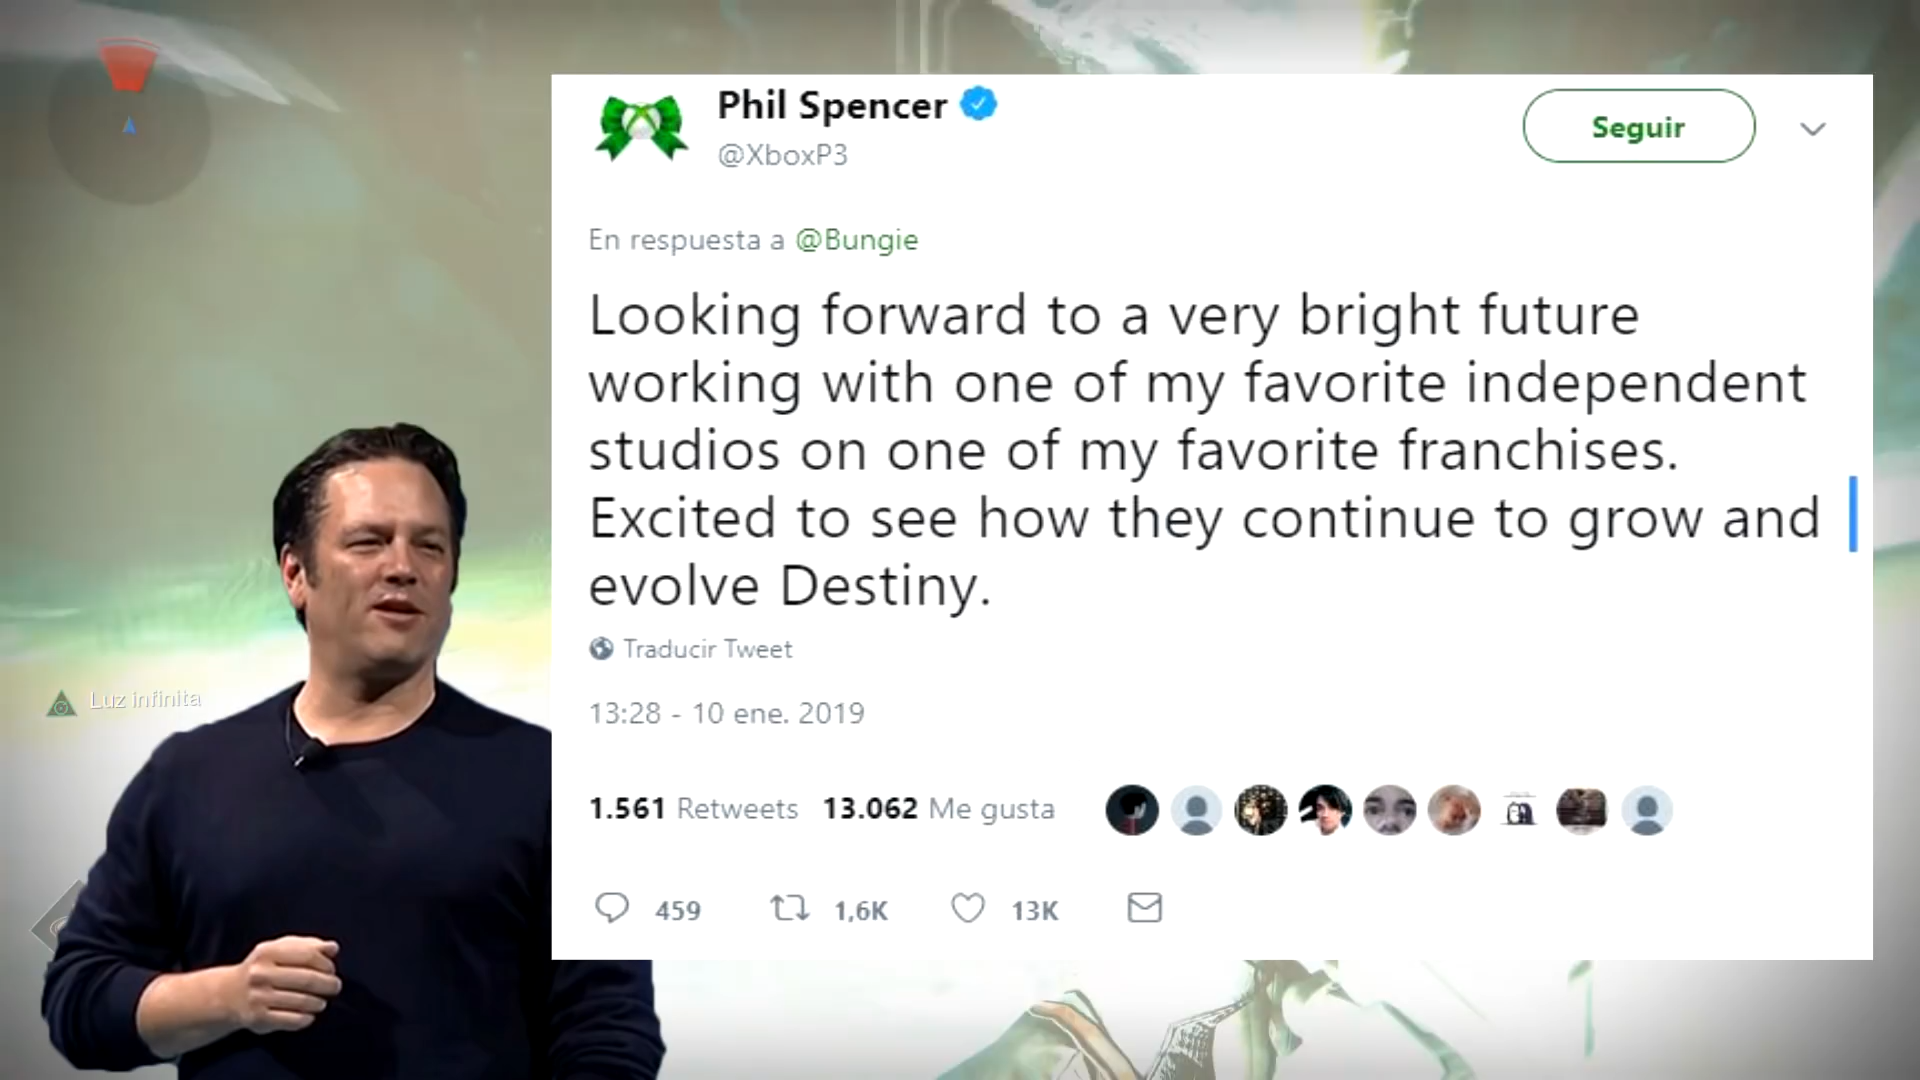 Phil Spencer
@XboxP3
Seguir
En respuesta a @Bungie
Looking forward to a very bright future
working with one of my favorite independent
studios on one of my favorite franchises.
Excited to see how they continue to grow and
evolve Destiny.
Traducir Tweet
13:28 - 10 ene. 2019
1.561 Retweets 13.062 Me gusta
459 1,6K 13K
Luz infinita